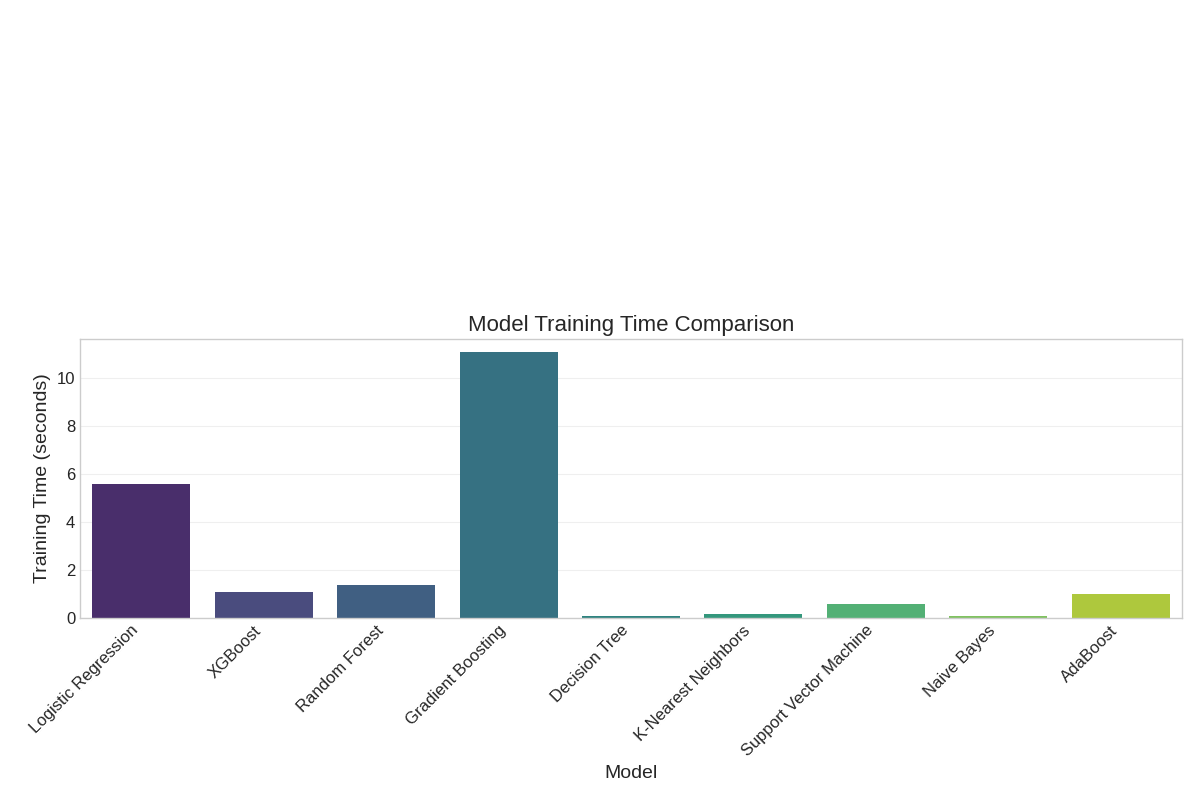 Model Training Time Comparison
Training Time (seconds)
10
8
6
4
2
0
Logistic Regression
XGBoost
Random Forest
Gradient Boosting
Decision Tree
K-Nearest Neighbors
Support Vector Machine
Naive Bayes
AdaBoost
Model